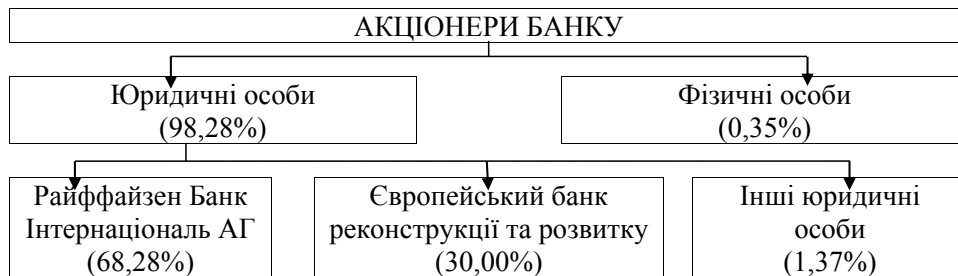 АКЦІОНЕРИ БАНКУ
Юридичні особи
(98,28%)
Фізичні особи
(0,35%)
Райффайзен Банк
Інтернаціональ АГ
(68,28%)
Європейський банк
реконструкції та розвитку
(30,00%)
Інші юридичні
особи
(1,37%)